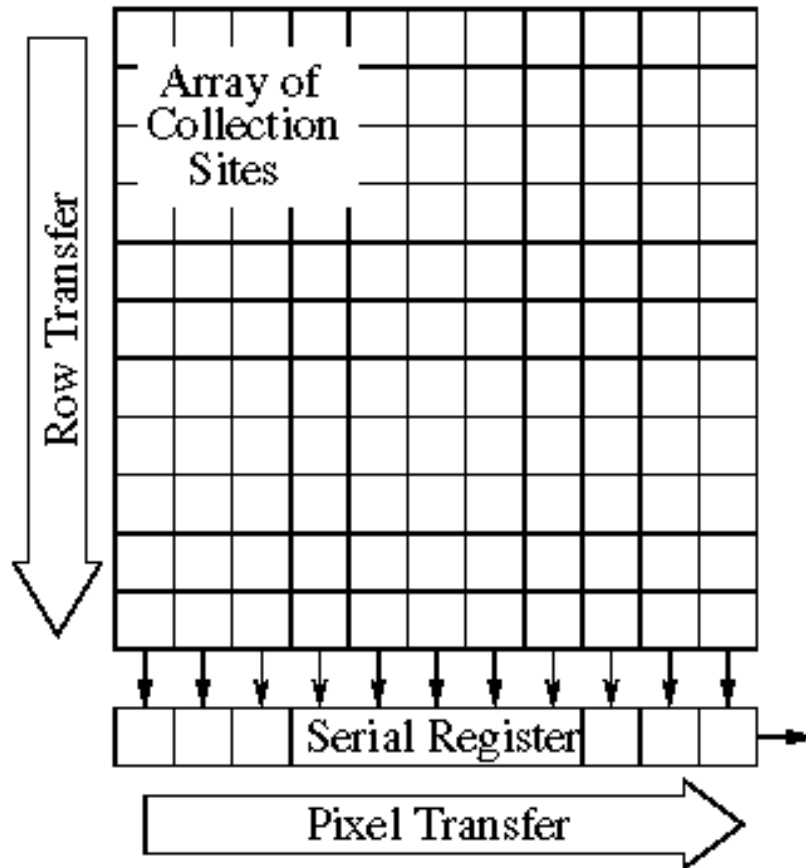 Array of
Collection
Sites
Row Transfer
Serial Register
Pixel Transfer